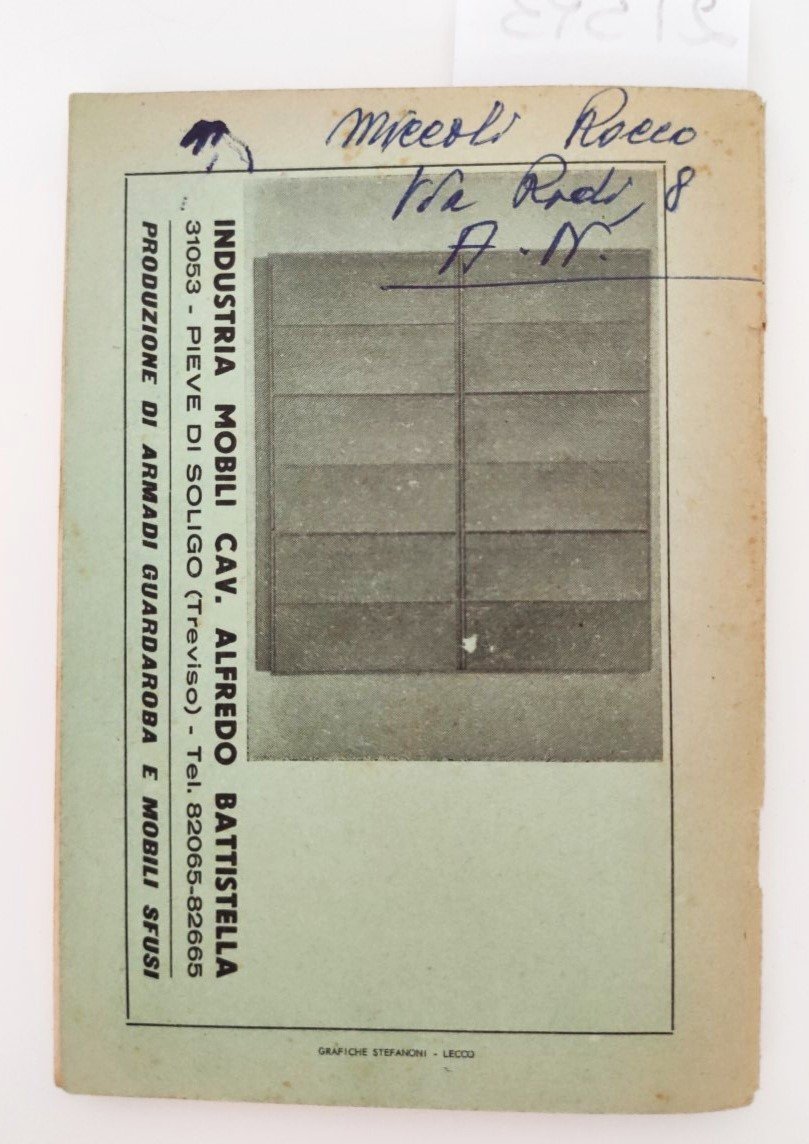 Miccoli Rocco
Via Rodi, 8
A.N.
INDUSTRIA MOBILI CAV. ALFREDO BATTISTELLA
31053 - PIEVE DI SOLIGO (Treviso) - Tel. 82065-82665
PRODUZIONE DI ARMADI GUARDAROBA E MOBILI SFUSI
GRAFICHE STEFANONI - LECCO